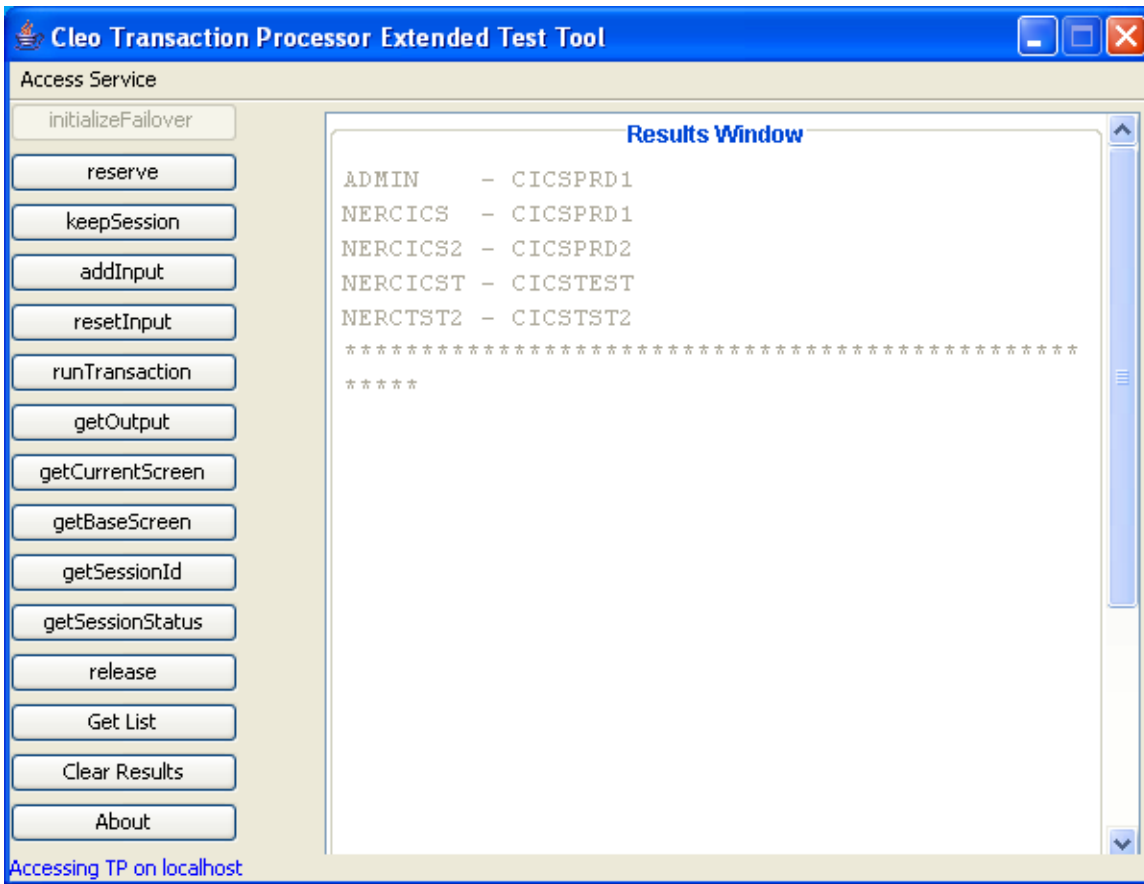 Cleo Transaction Processor Extended Test Tool
Access Service
initializeFailover
reserve
keepSession
addInput
resetInput
runTransaction
getOutput
getCurrentScreen
getBaseScreen
getSessionId
getSessionStatus
release
Get List
Clear Results
About
Results Window
ADMIN    - CICSPRD1
NERCICS  - CICSPRD1
NERCICS2 - CICSPRD2
NERCICST - CICSTEST
NERCTST2 - CICSTST2
************************************************
*****
Accessing TP on localhost